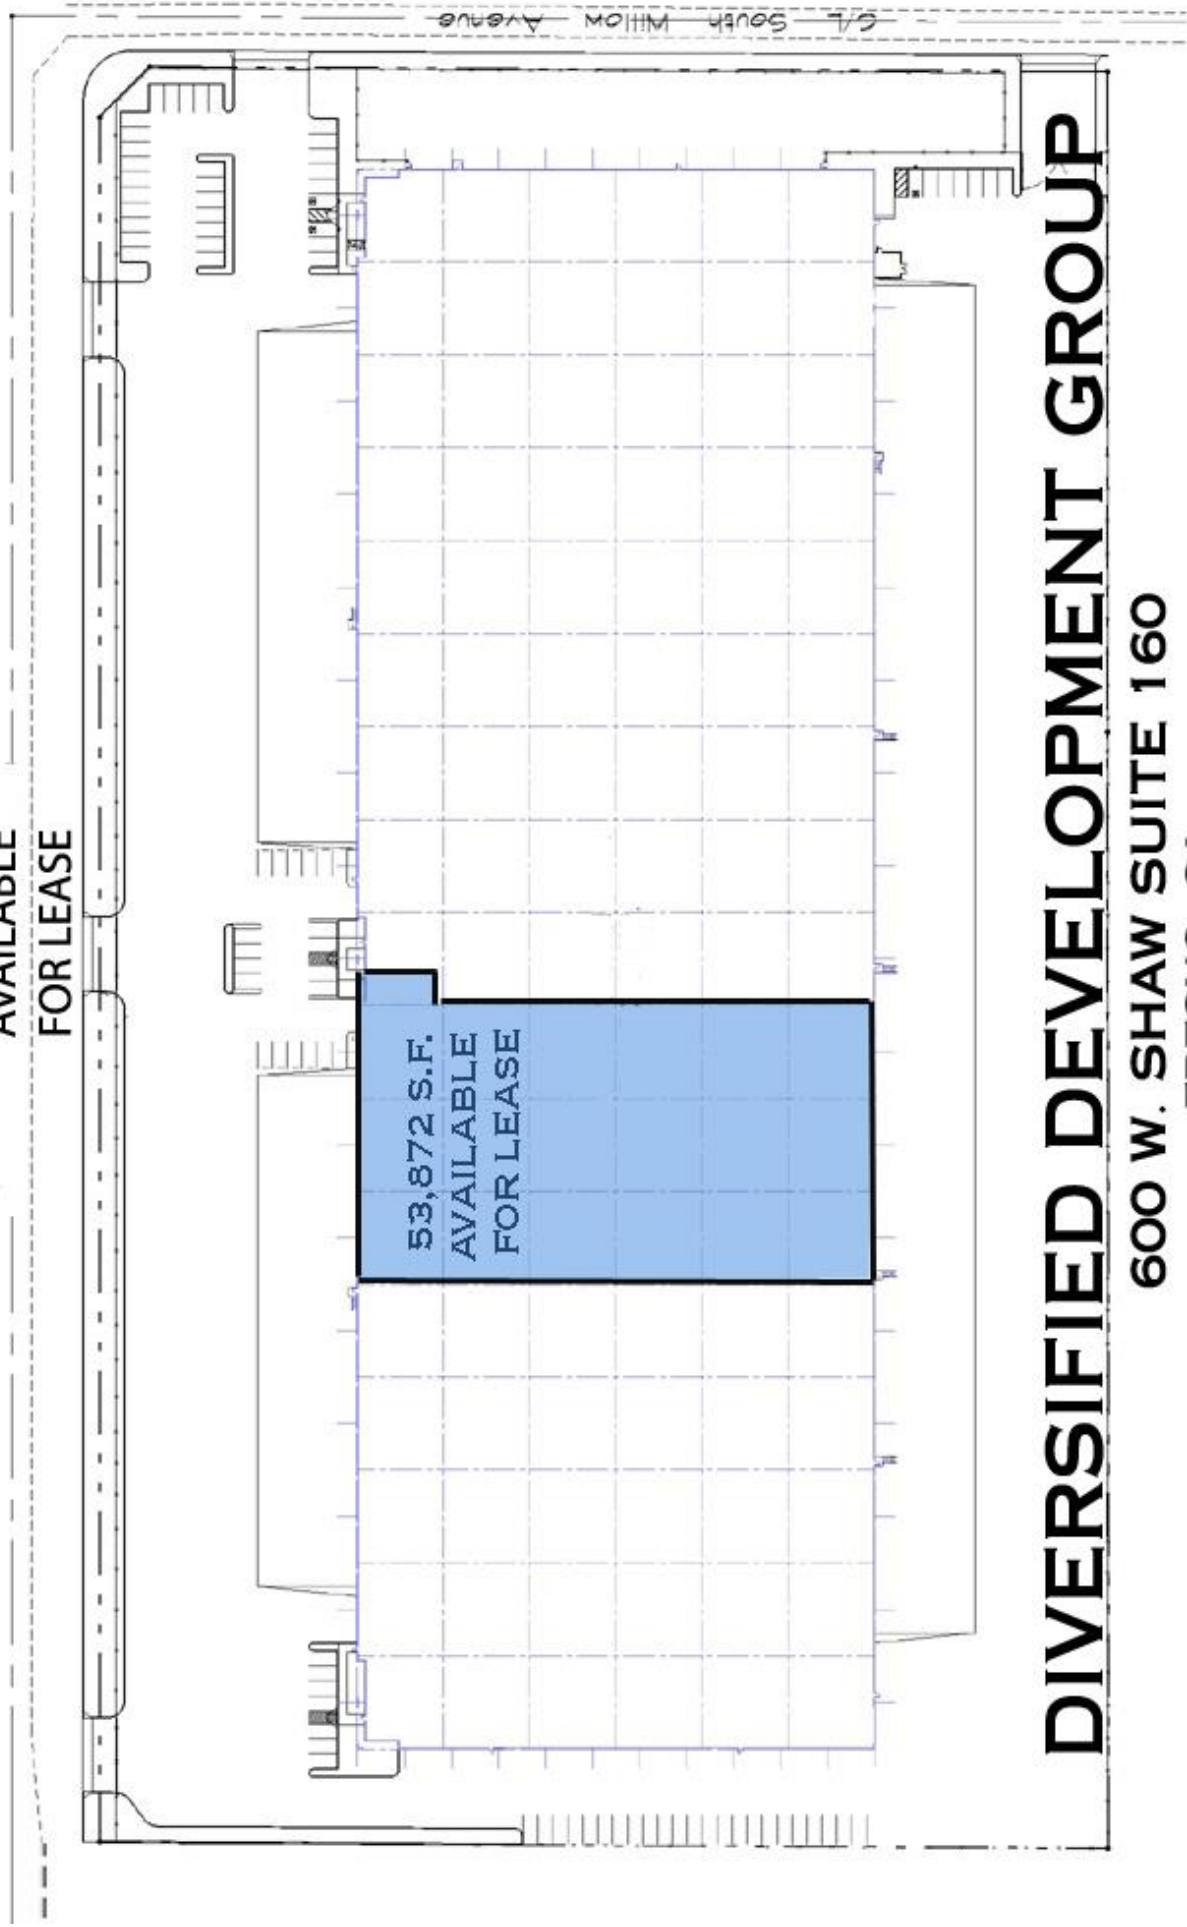 C/L South Willow Avenue
AVAILABLE
FOR LEASE
53,872 S.F.
AVAILABLE
FOR LEASE
DIVERSIFIED DEVELOPMENT GROUP
600 W. SHAW SUITE 160